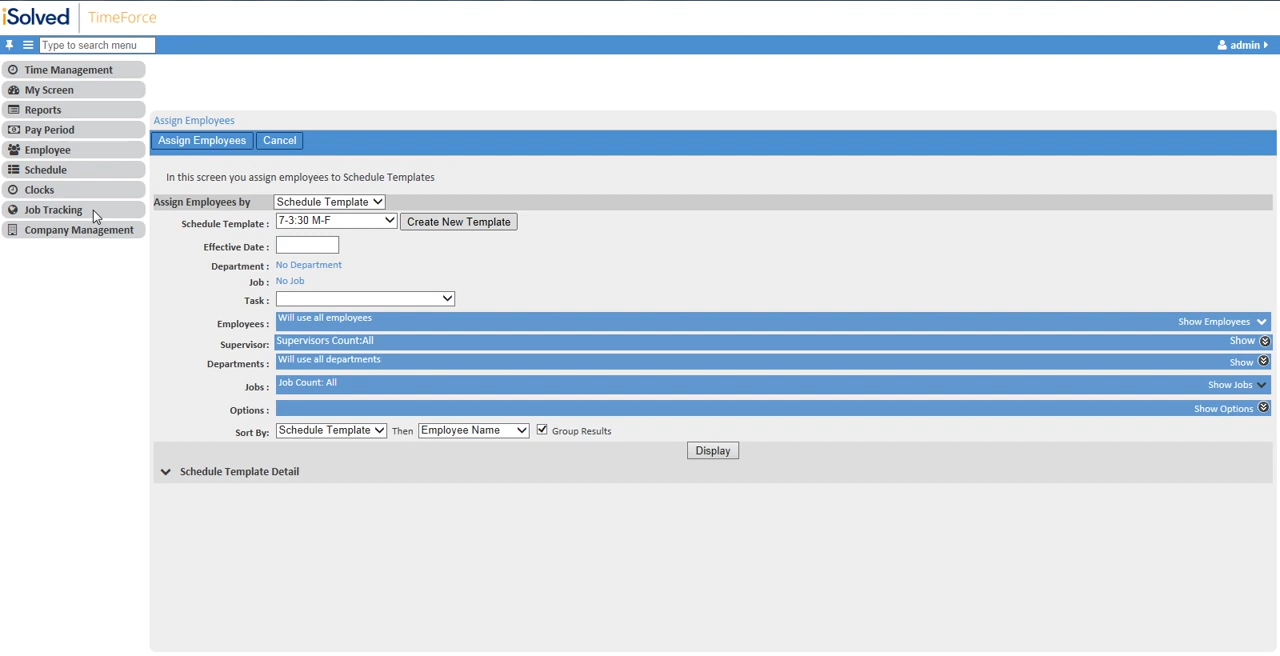 iSolved TimeForce
Type to search menu
admin
Time Management
My Screen
Reports
Pay Period
Employee
Schedule
Clocks
Job Tracking
Company Management
Assign Employees
Assign Employees Cancel
In this screen you assign employees to Schedule Templates
Assign Employees by Schedule Template
Schedule Template : 7-3:30 M-F Create New Template
Effective Date :
Department : No Department
Job : No Job
Task :
Employees : Will use all employees Show Employees
Supervisor: Supervisors Count:All Show
Departments : Will use all departments Show
Jobs : Job Count: All Show Jobs
Options : Show Options
Sort By: Schedule Template Then Employee Name Group Results
Display
Schedule Template Detail